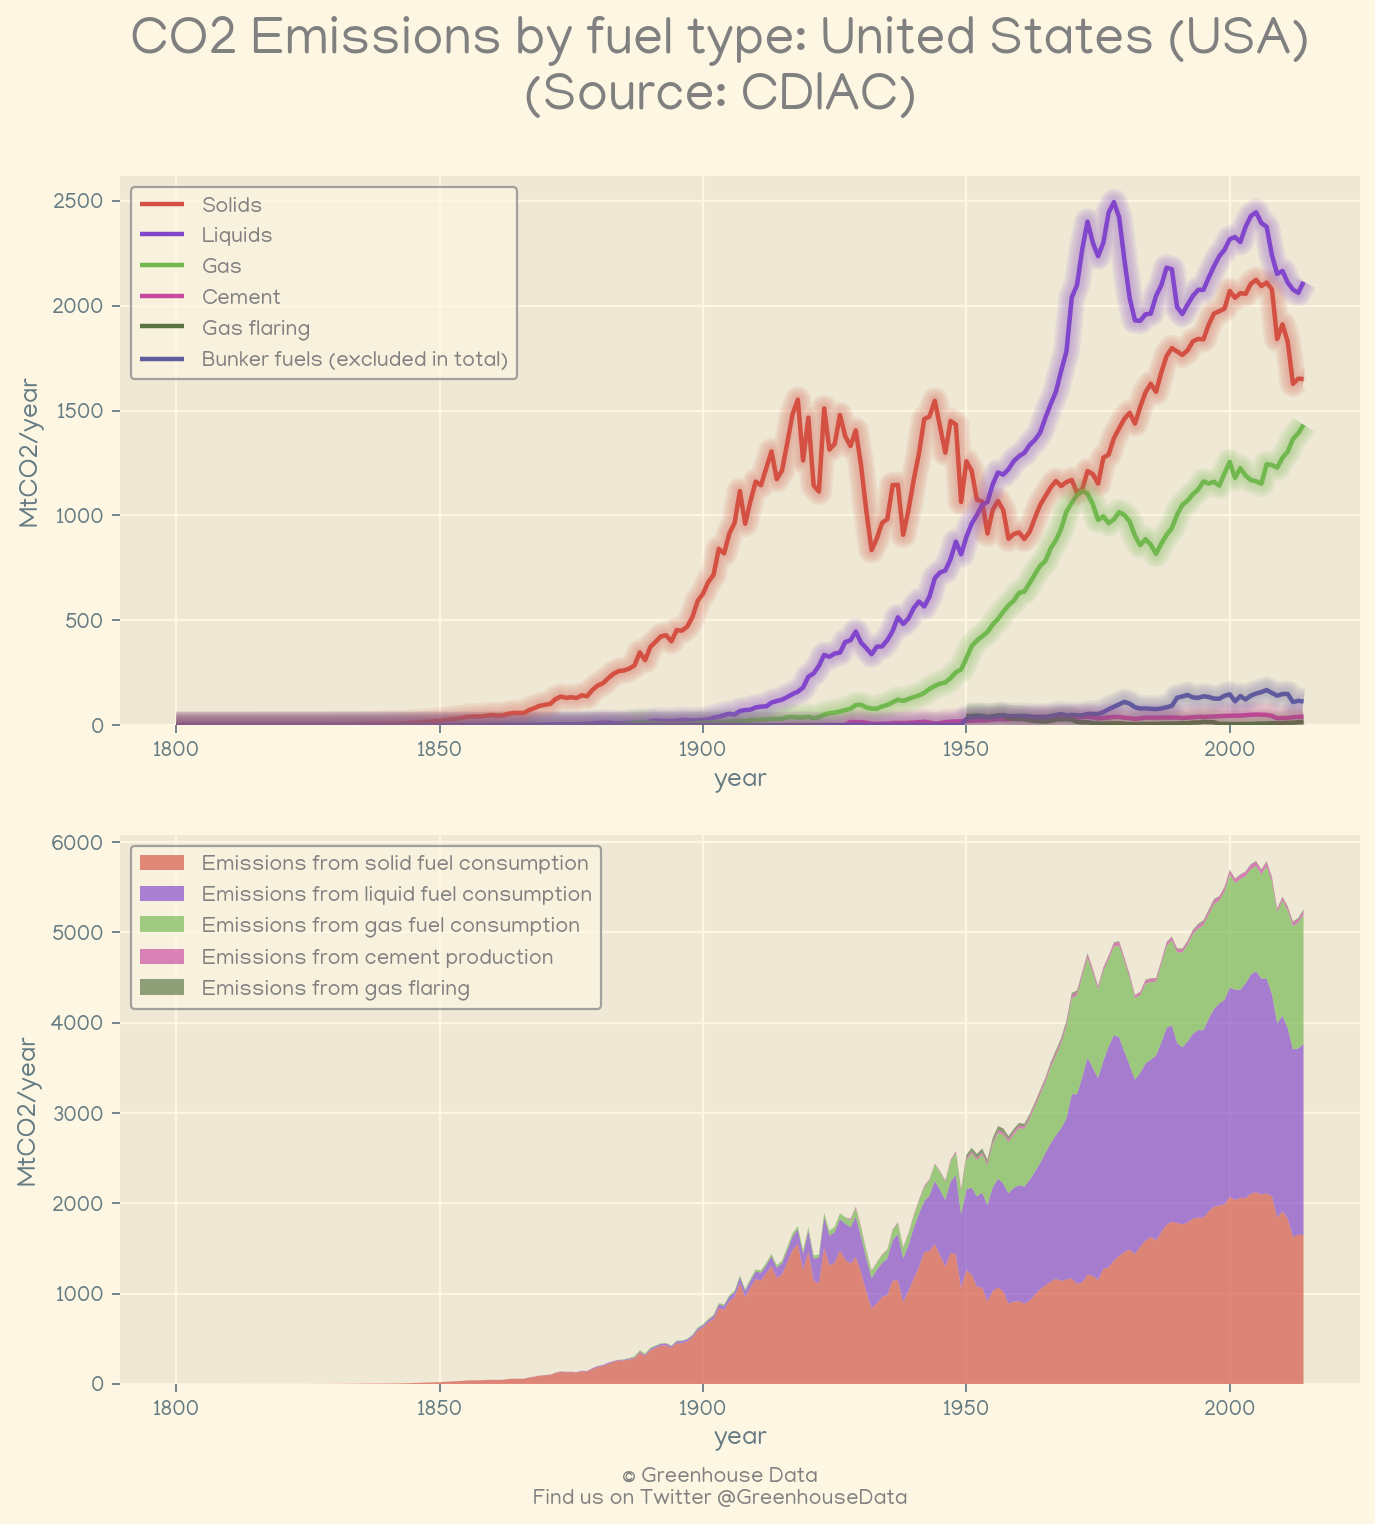 CO2 Emissions by fuel type: United States (USA)
(Source: CDIAC)
2500
2000
1500
1000
500
0
MtCO2/year
Solids
Liquids
Gas
Cement
Gas flaring
Bunker fuels (excluded in total)
1800
1850
1900
1950
2000
year
6000
5000
4000
3000
2000
1000
0
MtCO2/year
Emissions from solid fuel consumption
Emissions from liquid fuel consumption
Emissions from gas fuel consumption
Emissions from cement production
Emissions from gas flaring
1800
1850
1900
1950
2000
year
© Greenhouse Data
Find us on Twitter @GreenhouseData